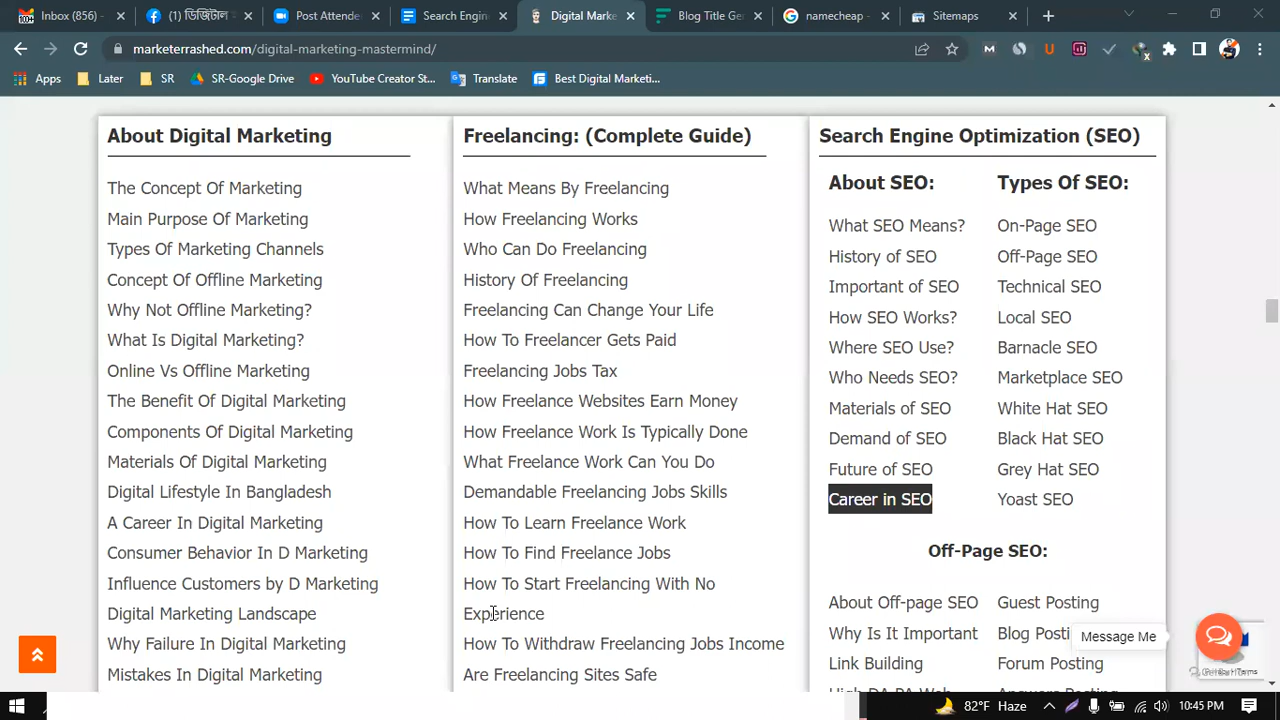 Inbox (856)
(1) ডিজিটাল
Post Attende
Search Engin
Digital Marke
Blog Title Ge
namecheap -
Sitemaps
marketerrashed.com/digital-marketing-mastermind/
Apps
Later
SR
SR-Google Drive
YouTube Creator St...
Translate
Best Digital Marketi...
About Digital Marketing
The Concept Of Marketing
Main Purpose Of Marketing
Types Of Marketing Channels
Concept Of Offline Marketing
Why Not Offline Marketing?
What Is Digital Marketing?
Online Vs Offline Marketing
The Benefit Of Digital Marketing
Components Of Digital Marketing
Materials Of Digital Marketing
Digital Lifestyle In Bangladesh
A Career In Digital Marketing
Consumer Behavior In D Marketing
Influence Customers by D Marketing
Digital Marketing Landscape
Why Failure In Digital Marketing
Mistakes In Digital Marketing
Freelancing: (Complete Guide)
What Means By Freelancing
How Freelancing Works
Who Can Do Freelancing
History Of Freelancing
Freelancing Can Change Your Life
How To Freelancer Gets Paid
Freelancing Jobs Tax
How Freelance Websites Earn Money
How Freelance Work Is Typically Done
What Freelance Work Can You Do
Demandable Freelancing Jobs Skills
How To Learn Freelance Work
How To Find Freelance Jobs
How To Start Freelancing With No
Experience
How To Withdraw Freelancing Jobs Income
Are Freelancing Sites Safe
Search Engine Optimization (SEO)
About SEO:
What SEO Means?
History of SEO
Important of SEO
How SEO Works?
Where SEO Use?
Who Needs SEO?
Materials of SEO
Demand of SEO
Future of SEO
Career in SEO
Types Of SEO:
On-Page SEO
Off-Page SEO
Technical SEO
Local SEO
Barnacle SEO
Marketplace SEO
White Hat SEO
Black Hat SEO
Grey Hat SEO
Yoast SEO
Off-Page SEO:
About Off-page SEO
Why Is It Important
Link Building
High DA PA Web
Guest Posting
Blog Posti
Forum Posting
Answers Posting
Message Me
82°F Haze
10:45 PM